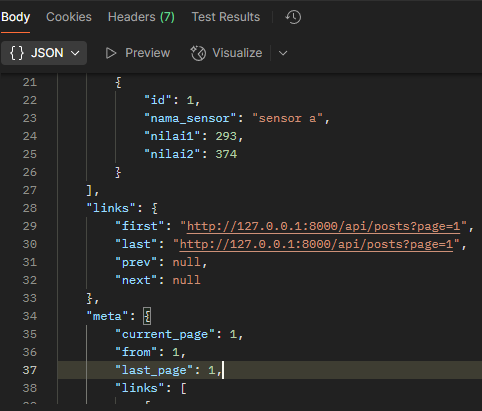 Body Cookies Headers (7) Test Results
{} JSON Preview Visualize
21 {
22 "id": 1,
23 "nama_sensor": "sensor a",
24 "nilai1": 293,
25 "nilai2": 374
26 }
27 ],
28 "links": {
29 "first": "http://127.0.0.1:8000/api/posts?page=1",
30 "last": "http://127.0.0.1:8000/api/posts?page=1",
31 "prev": null,
32 "next": null
33 },
34 "meta": {
35 "current_page": 1,
36 "from": 1,
37 "last_page": 1,
38 "links": [